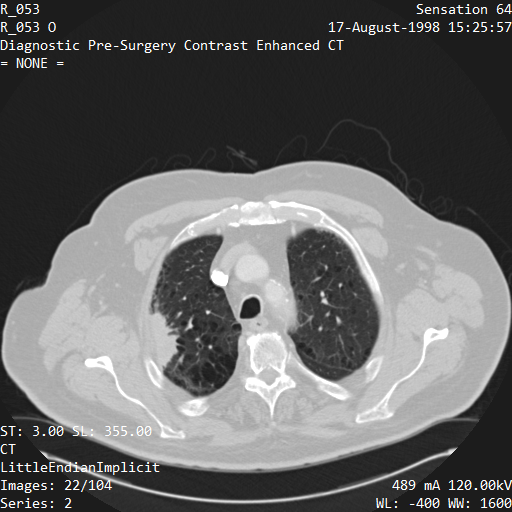 R_053
Sensation 64
R_053 O
17-August-1998 15:25:57
Diagnostic Pre-Surgery Contrast Enhanced CT
= NONE =
ST: 3.00 SL: 355.00
CT
LittleEndianImplicit
Images: 22/104
489 mA 120.00kV
Series: 2
WL: -400 WW: 1600